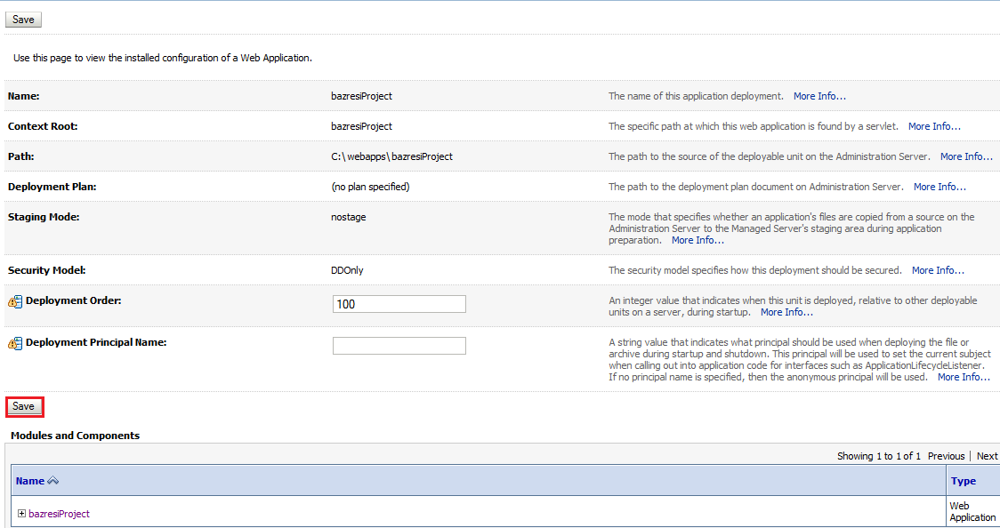 Save
Use this page to view the installed configuration of a Web Application.
Name: bazresiProject The name of this application deployment. More Info...
Context Root: bazresiProject The specific path at which this web application is found by a servlet. More Info...
Path: C:\webapps\bazresiProject The path to the source of the deployable unit on the Administration Server. More Info...
Deployment Plan: (no plan specified) The path to the deployment plan document on Administration Server. More Info...
Staging Mode: nostage The mode that specifies whether an application's files are copied from a source on the
Administration Server to the Managed Server's staging area during application
preparation. More Info...
Security Model: DDOnly The security model specifies how this deployment should be secured. More Info...
Deployment Order: 100 An integer value that indicates when this unit is deployed, relative to other deployable
units on a server, during startup. More Info...
Deployment Principal Name: A string value that indicates what principal should be used when deploying the file or
archive during startup and shutdown. This principal will be used to set the current subject
when calling out into application code for interfaces such as ApplicationLifecycleListener.
If no principal name is specified, then the anonymous principal will be used. More Info...
Save
Modules and Components
Showing 1 to 1 of 1 Previous | Next
Name Type
bazresiProject Web
Application